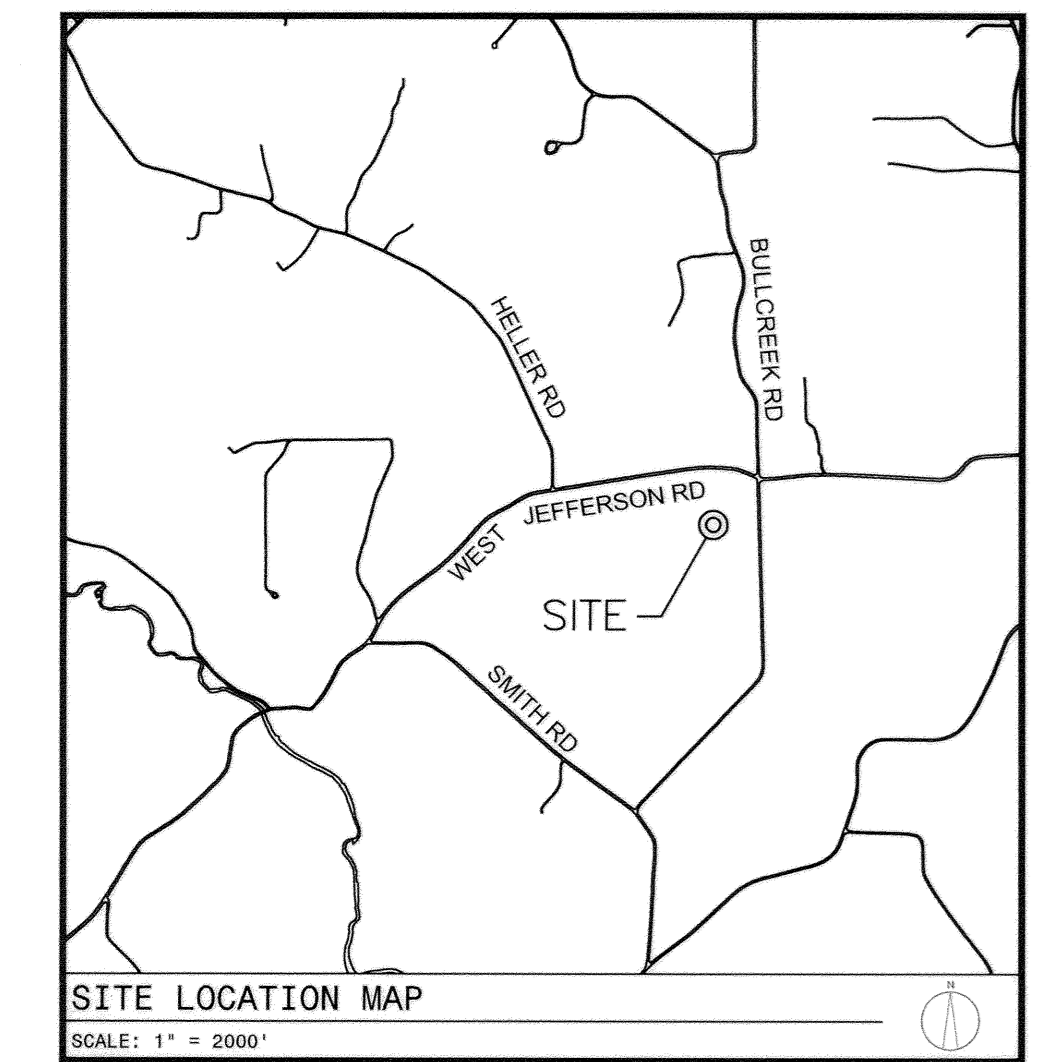 BULLCREEK RD
HELLER RD
WEST JEFFERSON RD
SITE
SMITH RD
SITE LOCATION MAP
N
SCALE: 1" = 2000'